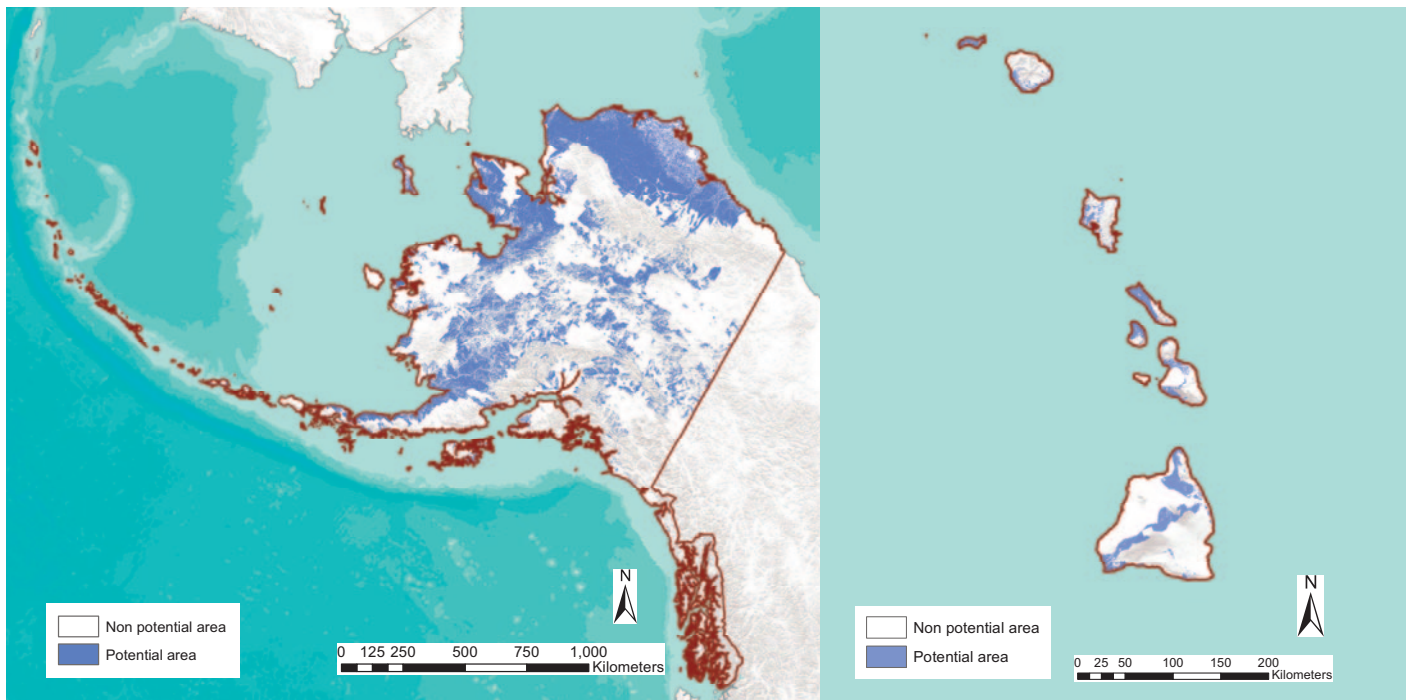 N
Non potential area
Potential area
0 125 250 500 750 1,000
Kilometers
N
Non potential area
Potential area
0 25 50 100 150 200
Kilometers